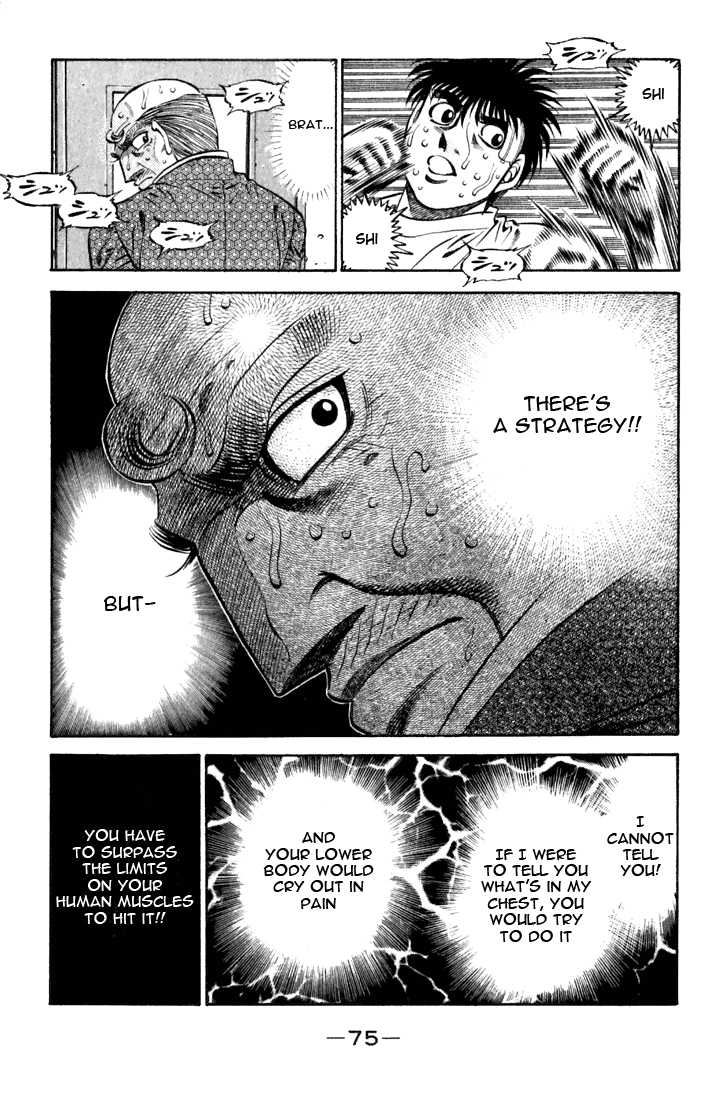 SHI
SHI
BRAT...
THERE'S
A STRATEGY!!
BUT-
I
CANNOT
TELL
YOU!
IF I WERE
TO TELL YOU
WHAT'S IN MY
CHEST, YOU
WOULD TRY
TO DO IT
AND
YOUR LOWER
BODY WOULD
CRY OUT IN
PAIN
YOU HAVE
TO SURPASS
THE LIMITS
ON YOUR
HUMAN MUSCLES
TO HIT IT!!
—75—